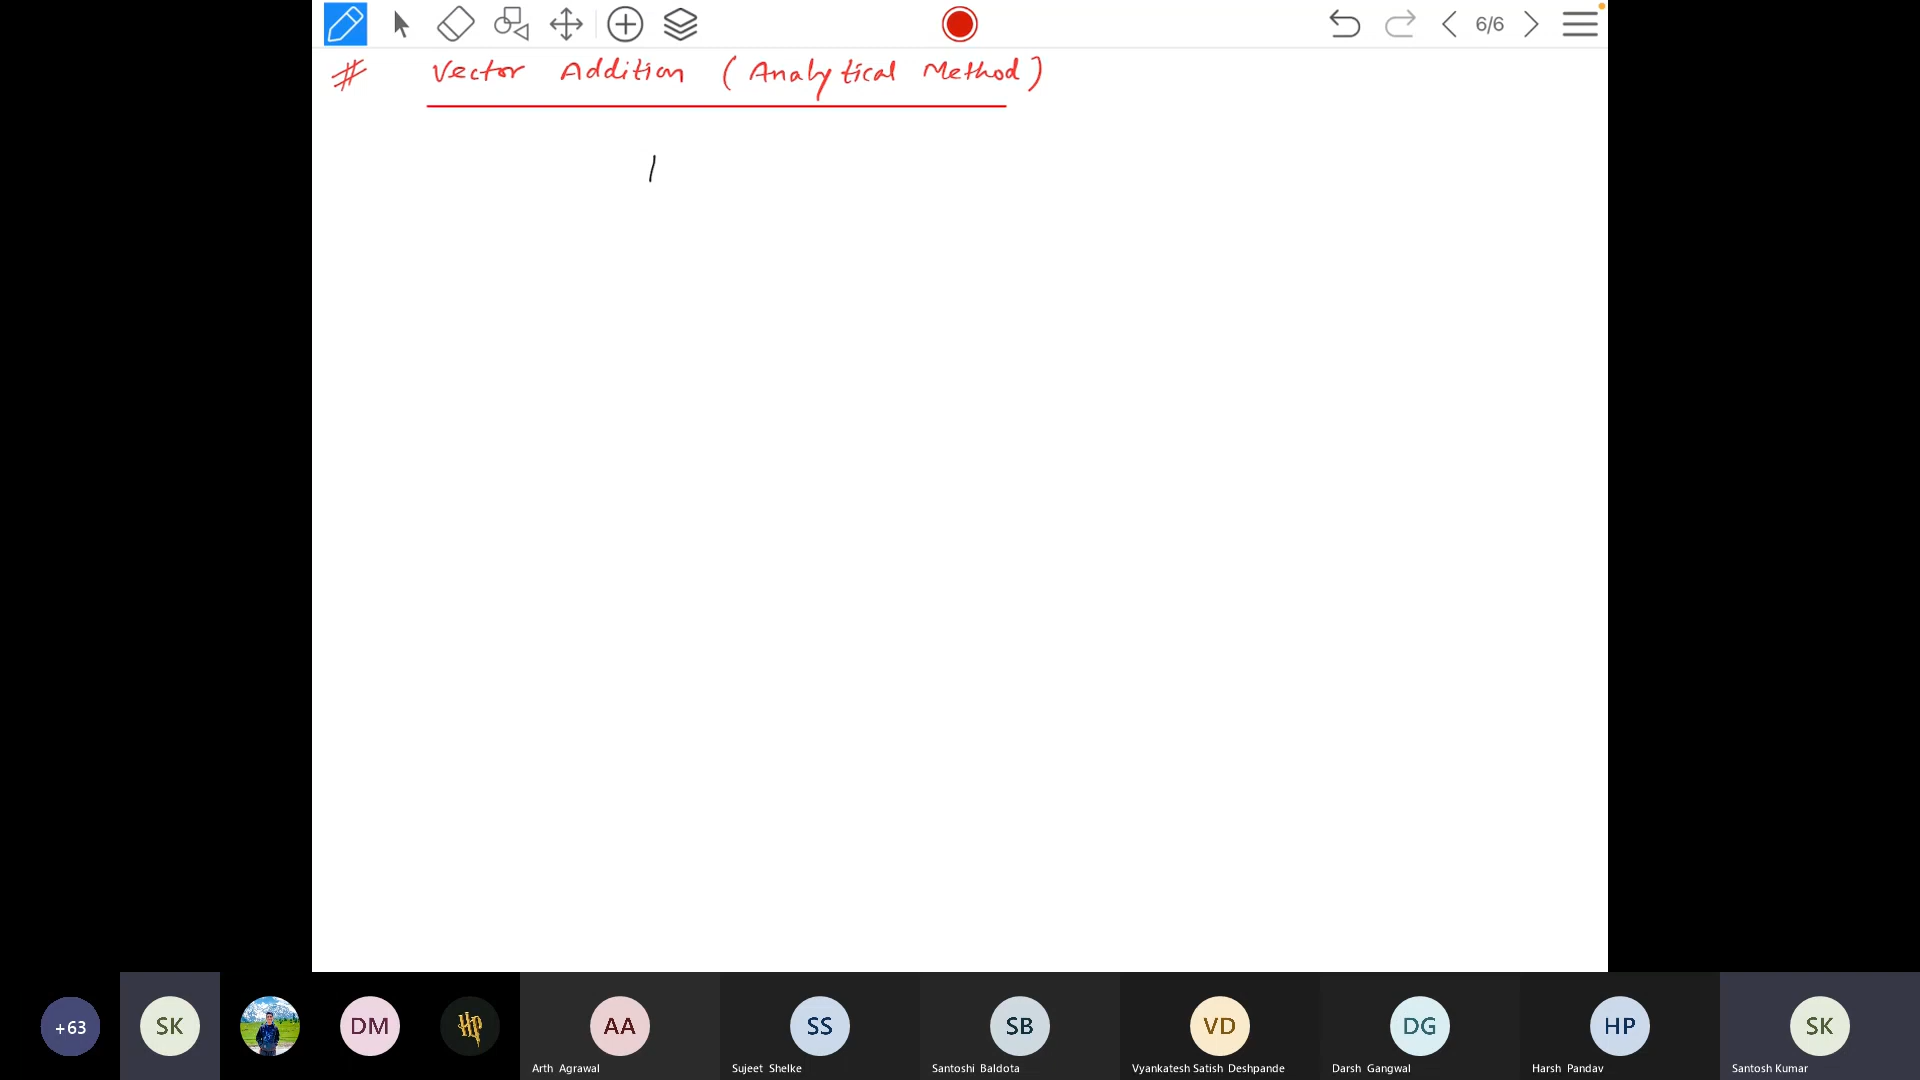 6/6
# Vector Addition (Analytical Method)
+63
SK
DM
HP
AA
SS
SB
VD
DG
HP
SK
Arth Agrawal
Sujeet Shelke
Santoshi Baldota
Vyankatesh Satish Deshpande
Darsh Gangwal
Harsh Pandav
Santosh Kumar